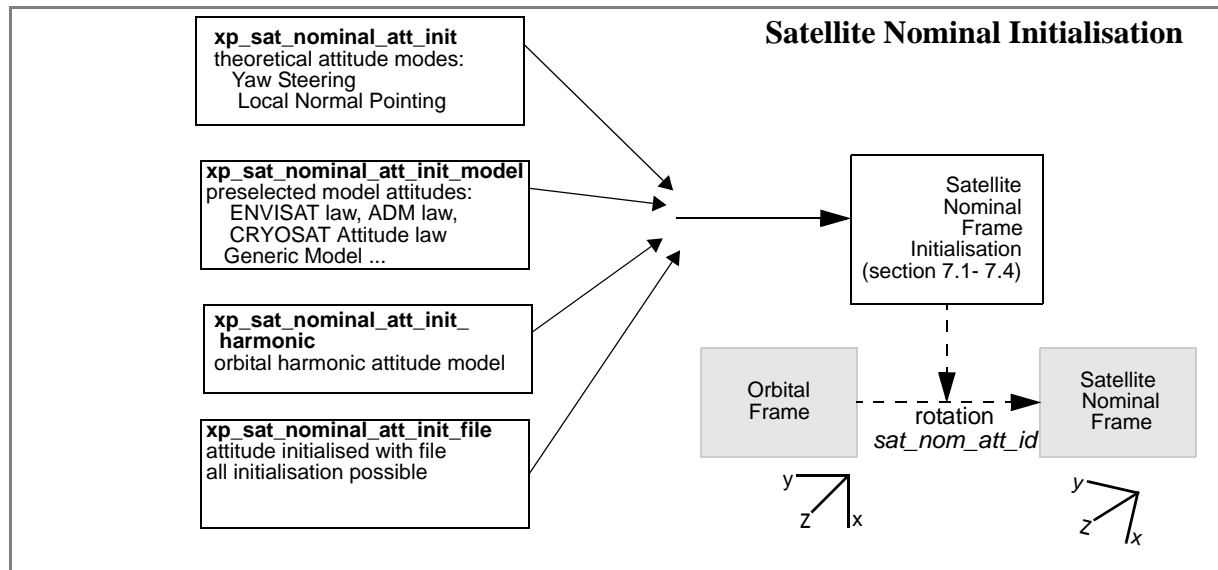 Satellite Nominal Initialisation
xp_sat_nominal_att_init
theoretical attitude modes:
Yaw Steering
Local Normal Pointing
xp_sat_nominal_att_init_model
preselected model attitudes:
ENVISAT law, ADM law,
CRYOSAT Attitude law
Generic Model ...
xp_sat_nominal_att_init_
harmonic
orbital harmonic attitude model
xp_sat_nominal_att_init_file
attitude initialised with file
all initialisation possible
Satellite
Nominal
Frame
Initialisation
(section 7.1- 7.4)
Orbital
Frame
rotation
sat_nom_att_id
Satellite
Nominal
Frame
y
z
x
y
z
x